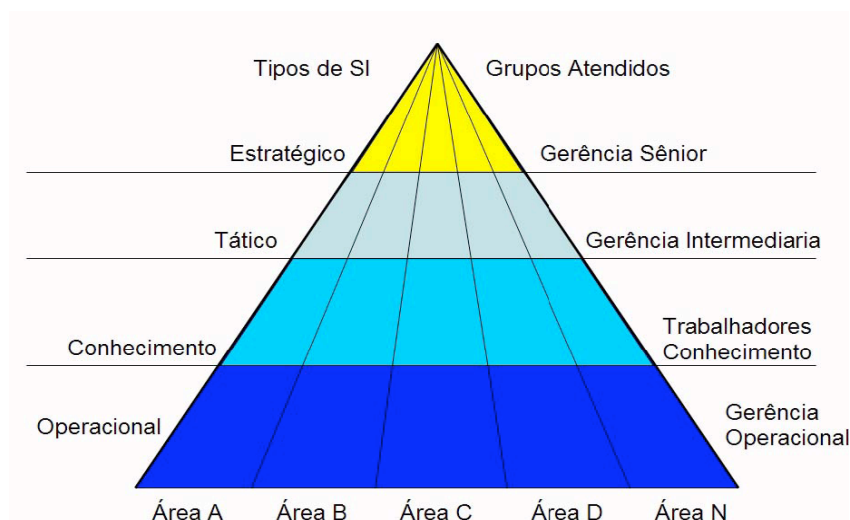 Tipos de SI
Grupos Atendidos
Estratégico
Gerência Sênior
Tático
Gerência Intermediaria
Conhecimento
Trabalhadores
Conhecimento
Operacional
Gerência
Operacional
Área A
Área B
Área C
Área D
Área N